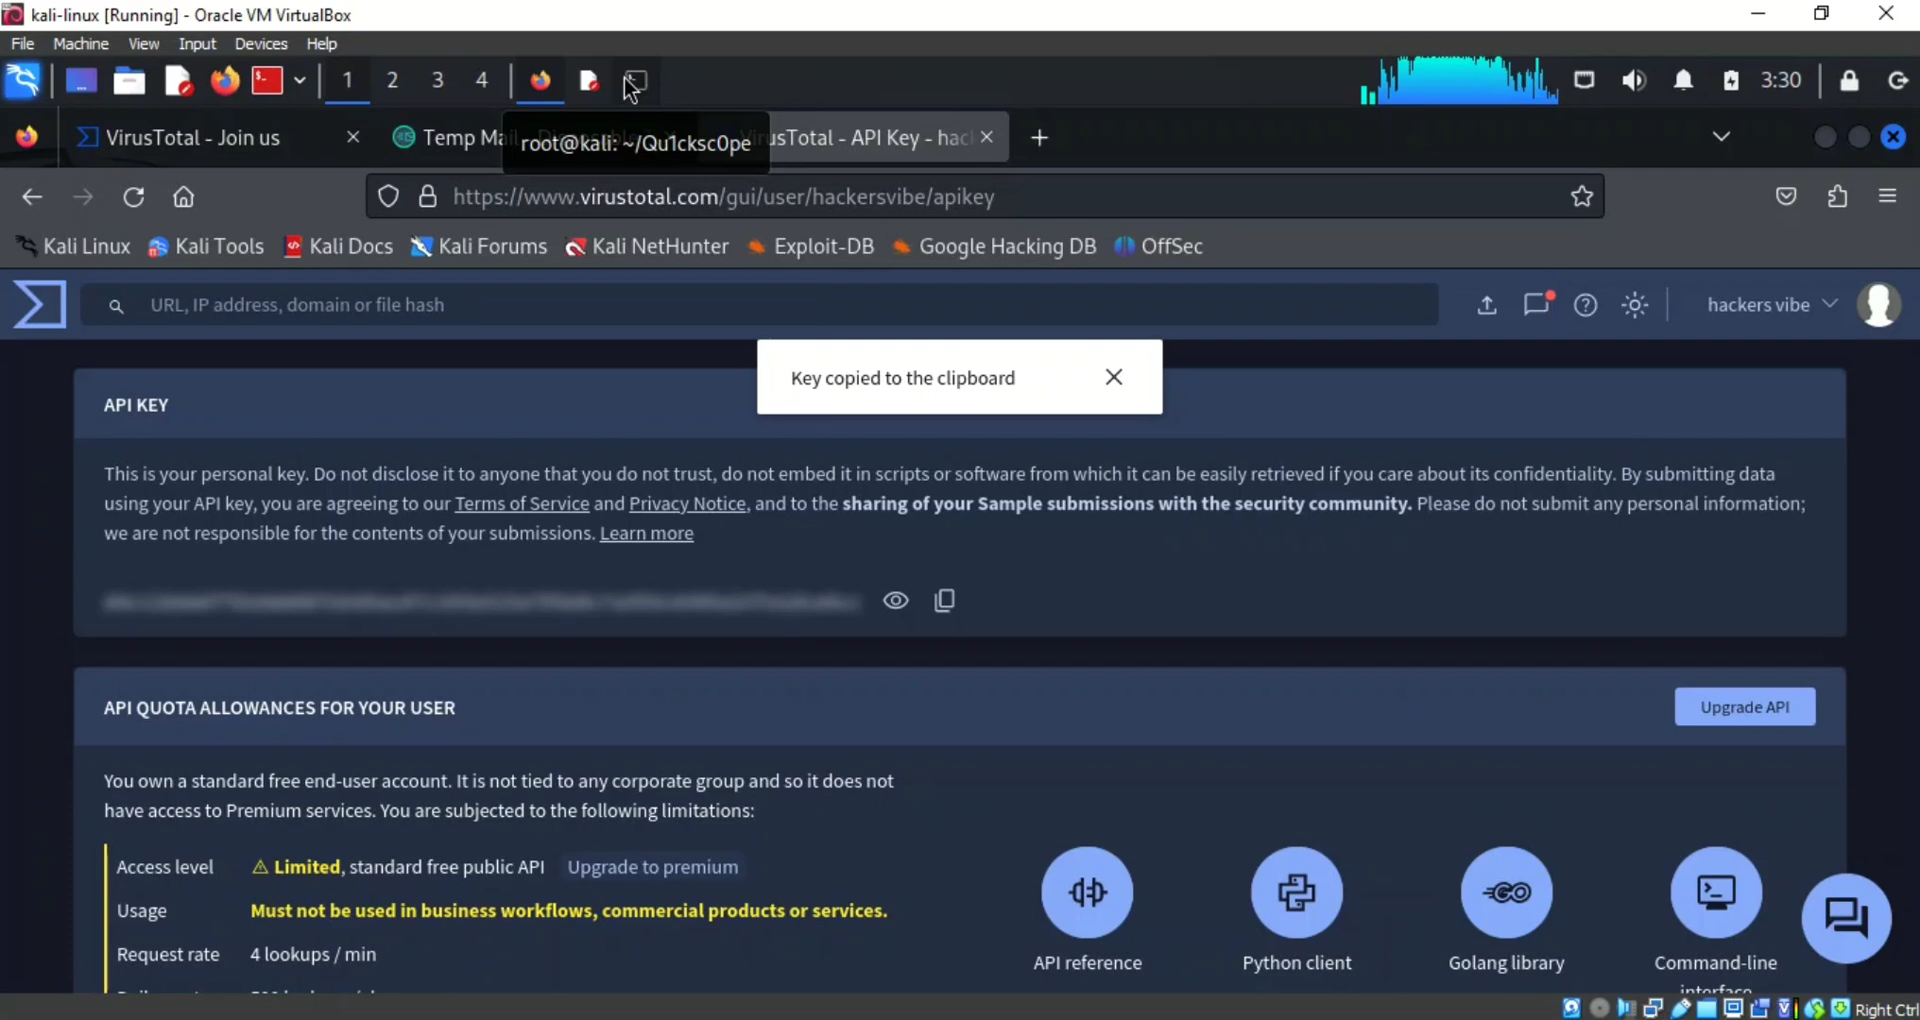 kali-linux [Running] - Oracle VM VirtualBox
File Machine View Input Devices Help
1 2 3 4
3:30
VirusTotal - Join us
Temp Mail
root@kali: ~/Qu1cksc0pe
VirusTotal - API Key - hac
https://www.virustotal.com/gui/user/hackersvibe/apikey
Kali Linux Kali Tools Kali Docs Kali Forums Kali NetHunter Exploit-DB Google Hacking DB OffSec
URL, IP address, domain or file hash
hackers vibe
Key copied to the clipboard
API KEY
This is your personal key. Do not disclose it to anyone that you do not trust, do not embed it in scripts or software from which it can be easily retrieved if you care about its confidentiality. By submitting data
using your API key, you are agreeing to our Terms of Service and Privacy Notice, and to the sharing of your Sample submissions with the security community. Please do not submit any personal information;
we are not responsible for the contents of your submissions. Learn more
API QUOTA ALLOWANCES FOR YOUR USER
Upgrade API
You own a standard free end-user account. It is not tied to any corporate group and so it does not
have access to Premium services. You are subjected to the following limitations:
Access level Limited, standard free public API Upgrade to premium
Usage Must not be used in business workflows, commercial products or services.
Request rate 4 lookups / min
API reference
Python client
Golang library
Command-line
interface
Right Ctrl